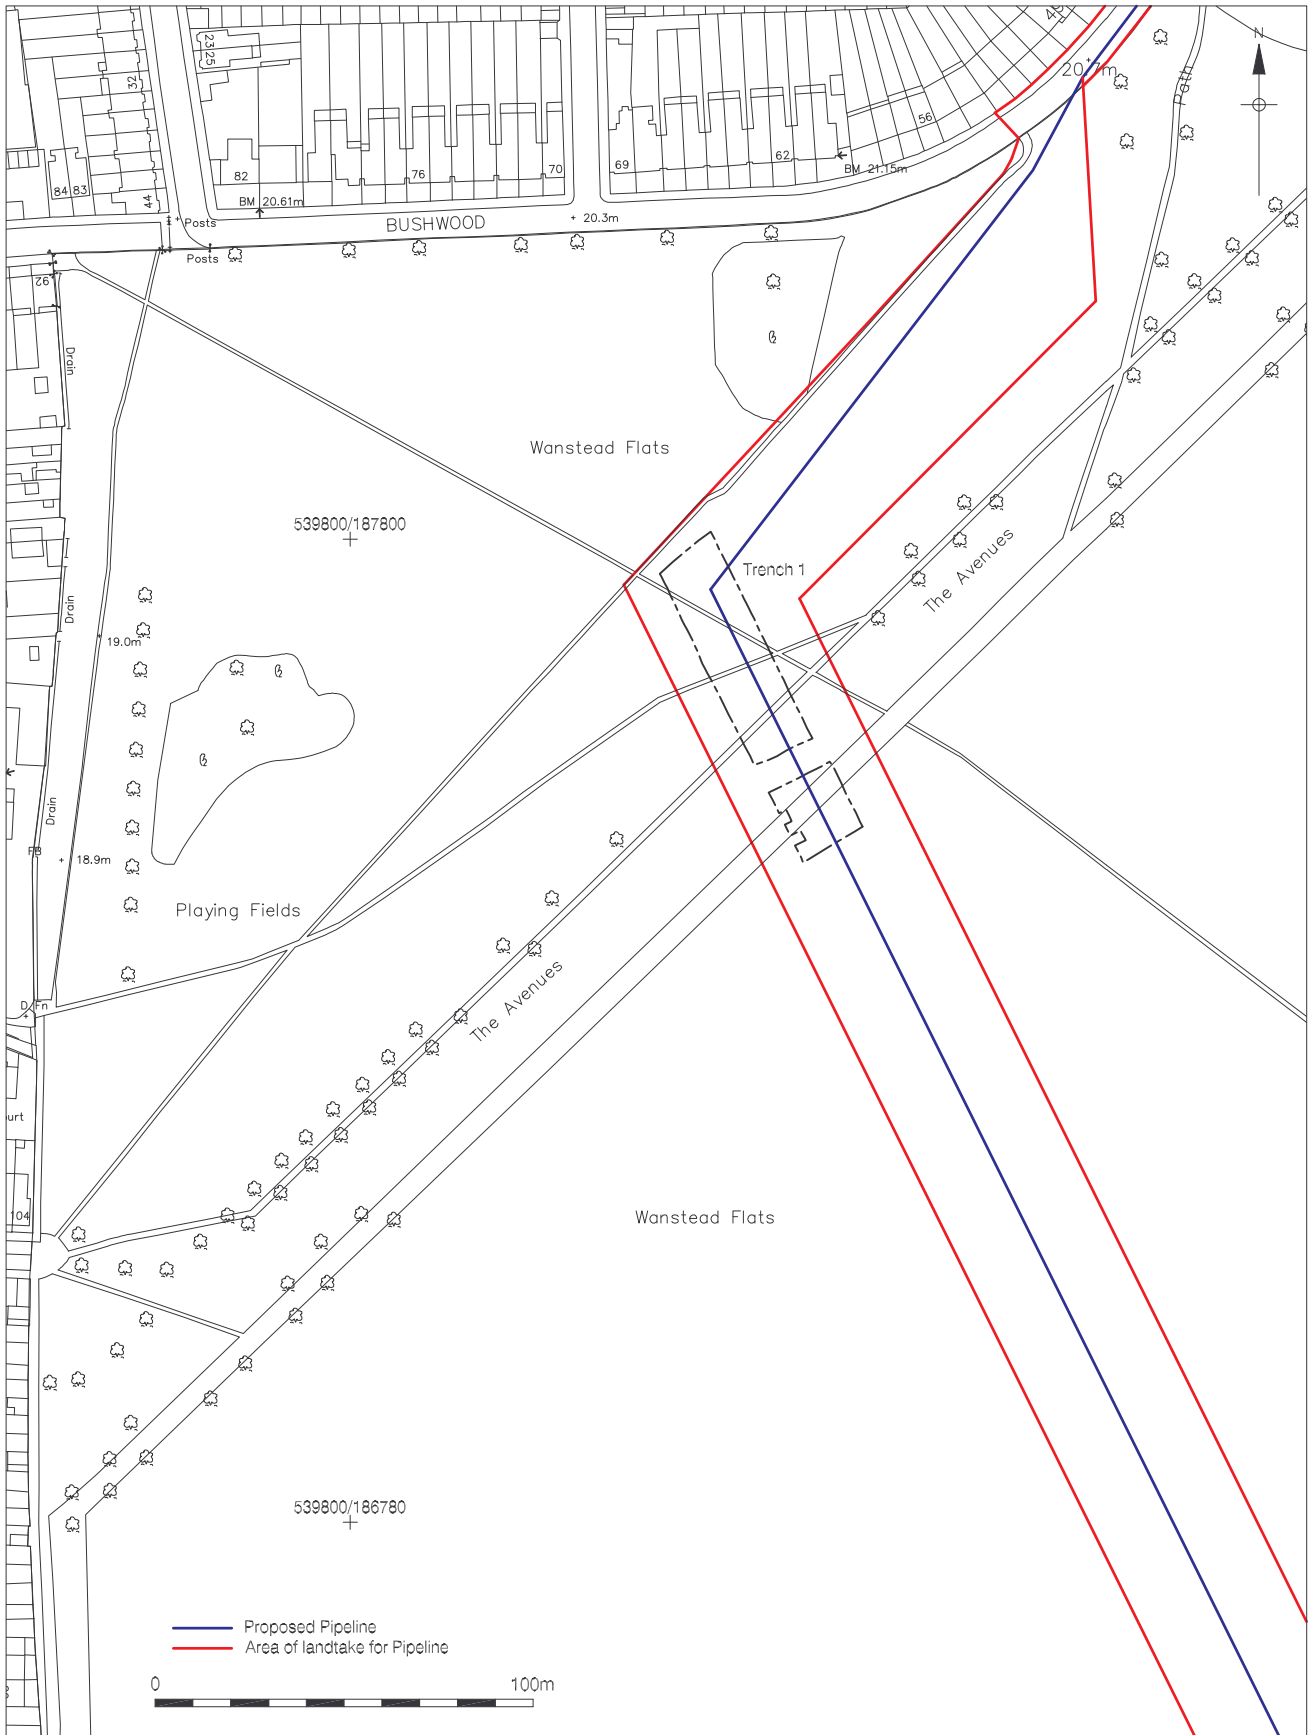 45
N
20.7m
Path
23
25
32
56
84 83
82
76
70
69
62
BM 21.15m
44
BM 20.61m
Posts
BUSHWOOD
+ 20.3m
Posts
92
Drain
Wanstead Flats
539800/187800
Trench 1
The Avenues
Drain
19.0m
Drain
FB
+ 18.9m
Playing Fields
The Avenues
D Fn
urt
104
Wanstead Flats
539800/186780
Proposed Pipeline
Area of landtake for Pipeline
0 100m